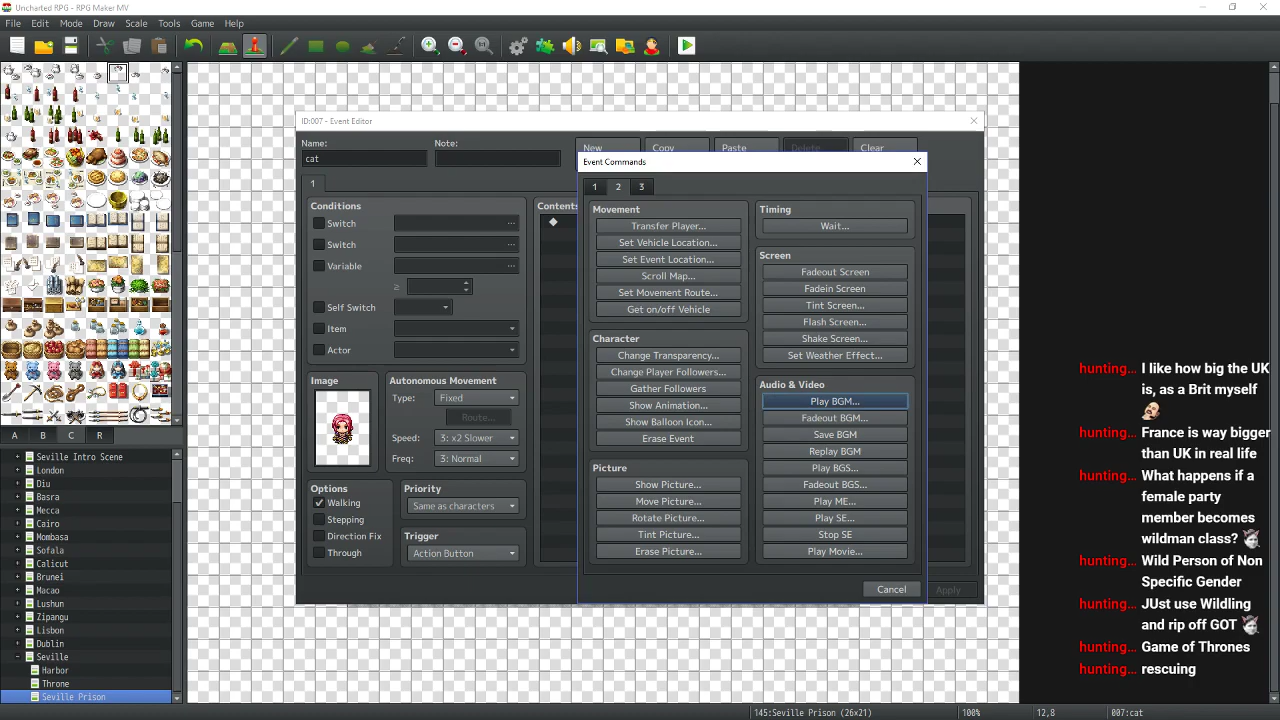 Uncharted RPG - RPG Maker MV
File Edit Mode Draw Scale Tools Game Help
ID:007 - Event Editor
Name:
cat
Note:
New
Copy
Paste
Delete
Clear
1
Conditions
Switch
...
Switch
...
Variable
...
≥
Self Switch
Item
Actor
Image
Autonomous Movement
Type:
Fixed
Route...
Speed:
3: x2 Slower
Freq:
3: Normal
Options
Walking
Stepping
Direction Fix
Through
Priority
Same as characters
Trigger
Action Button
Contents
Apply
Event Commands
1 2 3
Movement
Transfer Player...
Set Vehicle Location...
Set Event Location...
Scroll Map...
Set Movement Route...
Get on/off Vehicle
Character
Change Transparency...
Change Player Followers...
Gather Followers
Show Animation...
Show Balloon Icon...
Erase Event
Picture
Show Picture...
Move Picture...
Rotate Picture...
Tint Picture...
Erase Picture...
Timing
Wait...
Screen
Fadeout Screen
Fadein Screen
Tint Screen...
Flash Screen...
Shake Screen...
Set Weather Effect...
Audio & Video
Play BGM...
Fadeout BGM...
Save BGM
Replay BGM
Play BGS...
Fadeout BGS...
Play ME...
Play SE...
Stop SE
Play Movie...
Cancel
A B C R
Seville Intro Scene
London
Diu
Basra
Mecca
Cairo
Mombasa
Sofala
Calicut
Brunei
Macao
Lushun
Zipangu
Lisbon
Dublin
Seville
Harbor
Throne
Seville Prison
hunting... I like how big the UK
is, as a Brit myself
hunting... France is way bigger
than UK in real life
hunting... What happens if a
female party
member becomes
wildman class?
hunting... Wild Person of Non
Specific Gender
hunting... JUst use Wildling
and rip off GOT
hunting... Game of Thrones
hunting... rescuing
145:Seville Prison (26x21)
100%
12,8
007:cat